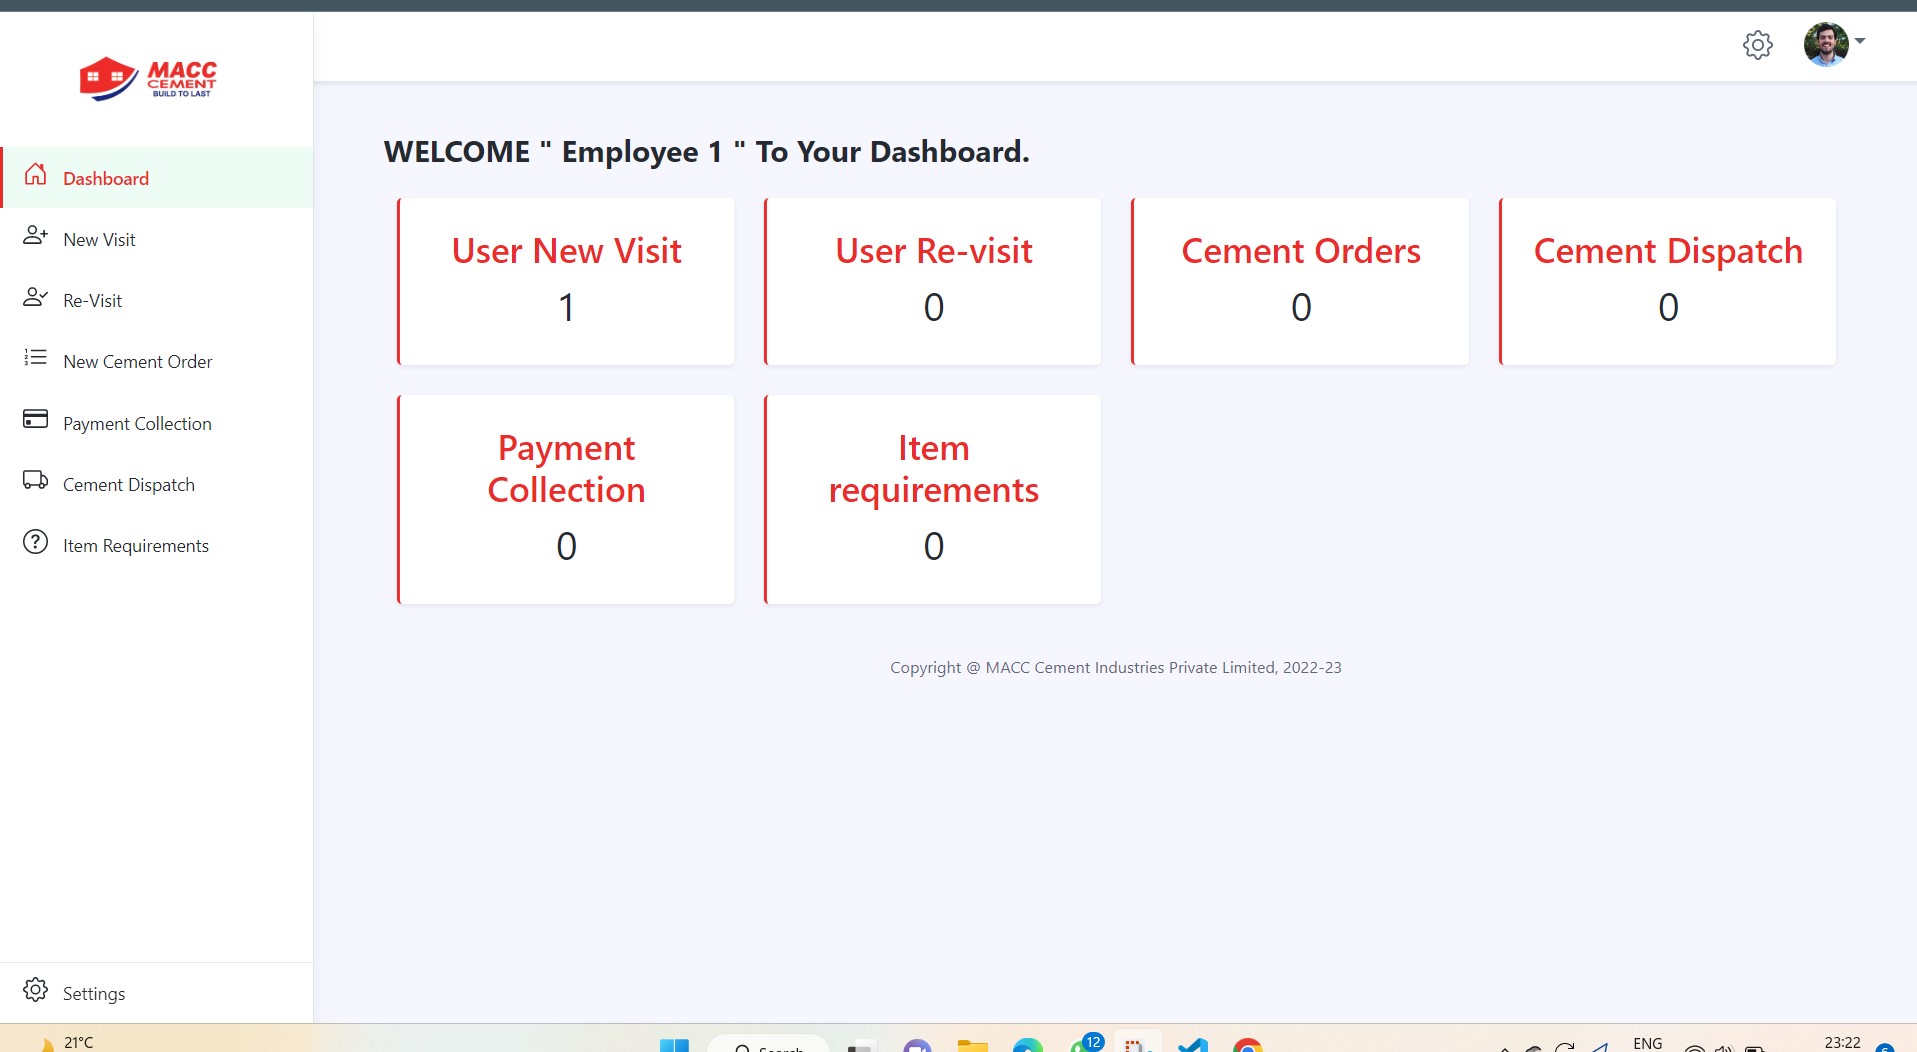 MACC
CEMENT
BUILD TO LAST
Dashboard
New Visit
Re-Visit
New Cement Order
Payment Collection
Cement Dispatch
Item Requirements
Settings
WELCOME " Employee 1 " To Your Dashboard.
User New Visit
1
User Re-visit
0
Cement Orders
0
Cement Dispatch
0
Payment
Collection
0
Item
requirements
0
Copyright @ MACC Cement Industries Private Limited, 2022-23
21°C
Search
12
ENG
23:22